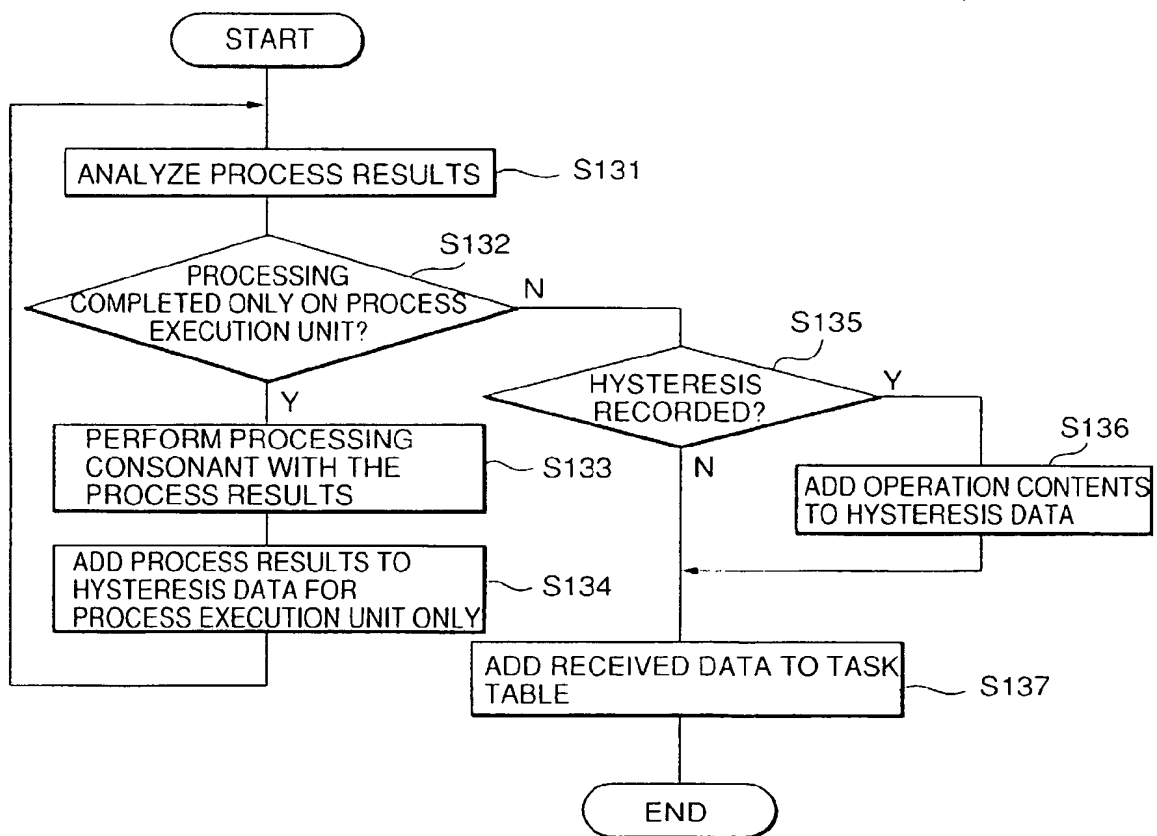 START
ANALYZE PROCESS RESULTS
S131
S132
PROCESSING
COMPLETED ONLY ON PROCESS
EXECUTION UNIT?
N
Y
S135
HYSTERESIS
RECORDED?
Y
N
PERFORM PROCESSING
CONSONANT WITH THE
PROCESS RESULTS
S133
S136
ADD OPERATION CONTENTS
TO HYSTERESIS DATA
ADD PROCESS RESULTS TO
HYSTERESIS DATA FOR
PROCESS EXECUTION UNIT ONLY
S134
ADD RECEIVED DATA TO TASK
TABLE
S137
END